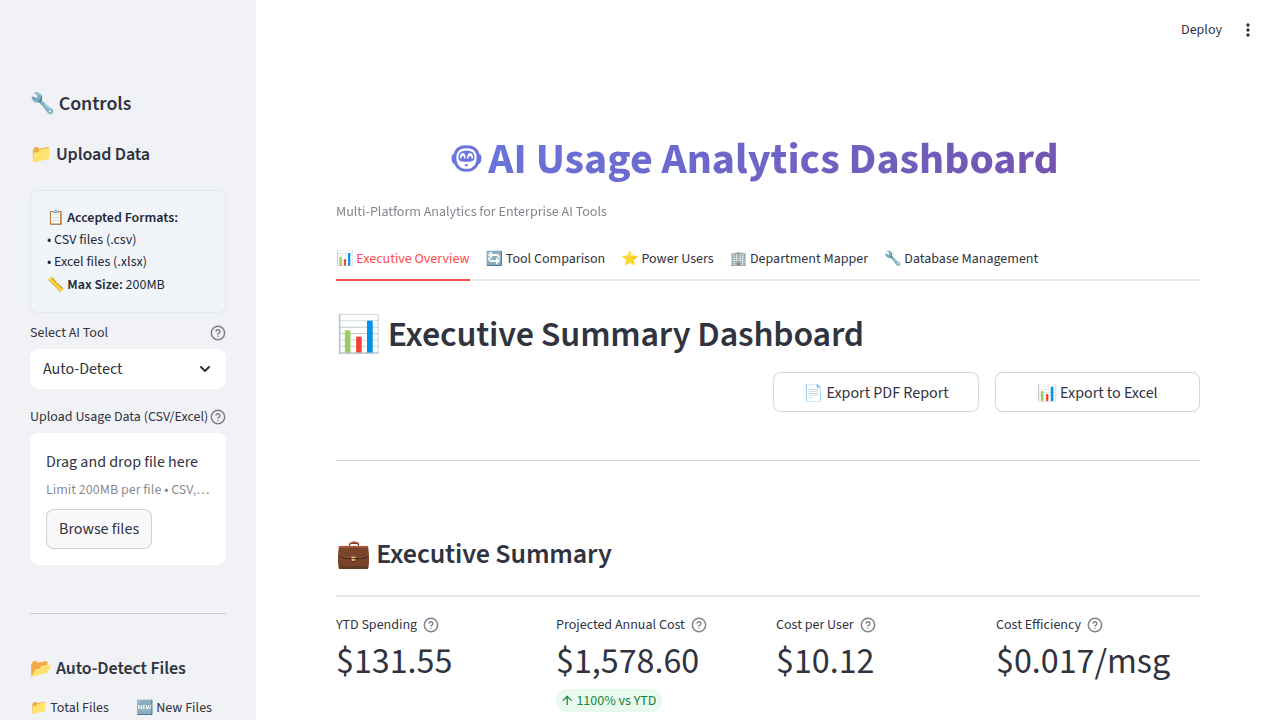 Deploy
🔧 Controls
📁 Upload Data
📋 Accepted Formats:
• CSV files (.csv)
• Excel files (.xlsx)
📏 Max Size: 200MB
Select AI Tool
Auto-Detect
Upload Usage Data (CSV/Excel)
Drag and drop file here
Limit 200MB per file • CSV,…
Browse files
📂 Auto-Detect Files
📁 Total Files 🆕 New Files
AI Usage Analytics Dashboard
Multi-Platform Analytics for Enterprise AI Tools
📊 Executive Overview 🔄 Tool Comparison ⭐ Power Users 🏢 Department Mapper 🔧 Database Management
📊 Executive Summary Dashboard
📄 Export PDF Report 📊 Export to Excel
💼 Executive Summary
YTD Spending Projected Annual Cost Cost per User Cost Efficiency
$131.55 $1,578.60 $10.12 $0.017/msg
↑ 1100% vs YTD